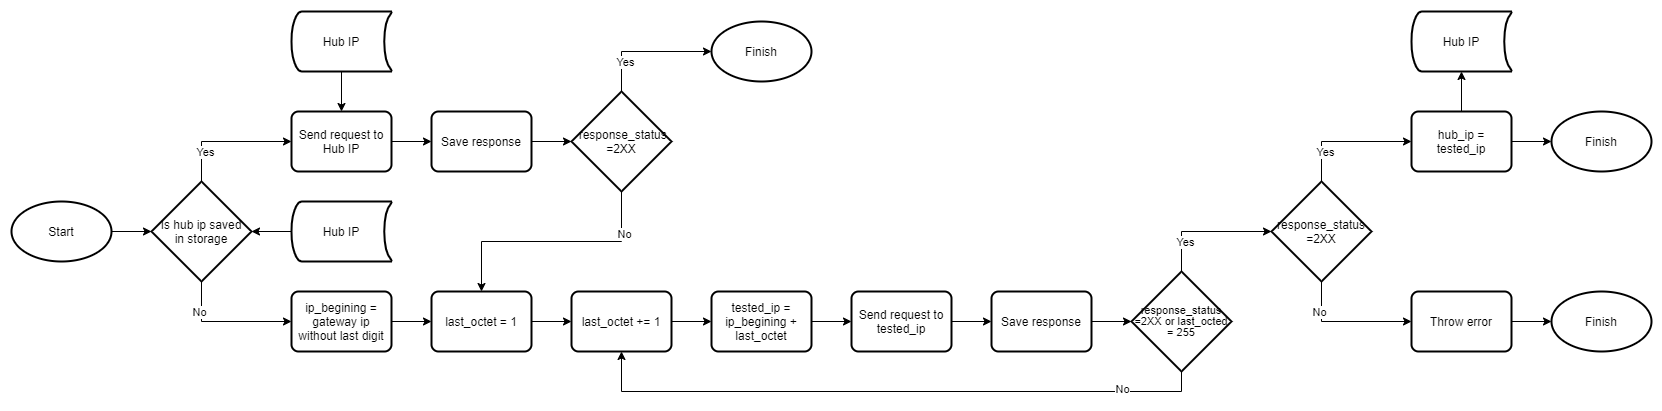 Hub IP
Finish
Hub IP
Yes
Send request to
Hub IP
Save response
response_status
=2XX
Yes
hub_ip =
tested_ip
Finish
Yes
Start
Is hub ip saved
in storage
Hub IP
No
response_status
=2XX
Yes
No
ip_begining =
gateway ip
without last digit
last_octet = 1
last_octet += 1
tested_ip =
ip_begining +
last_octet
Send request to
tested_ip
Save response
response_status
=2XX or last_octed
= 255
No
Throw error
Finish
No